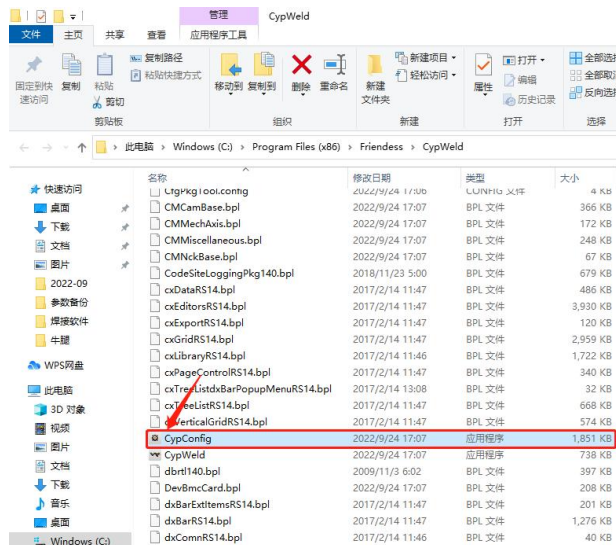 管理
CypWeld
文件
主页
共享
查看
应用程序工具
固定到快速访问
复制
粘贴
复制路径
粘贴快捷方式
剪切
移动到
复制到
删除
重命名
新建文件夹
新建项目
轻松访问
属性
打开
编辑
历史记录
全部选择
全部取消
反向选择
剪贴板
组织
新建
打开
选择
此电脑 > Windows (C:) > Program Files (x86) > Friendess > CypWeld
名称 修改日期 类型 大小
CfgPkgTool.config 2022/9/24 17:06 CONFIG 文件 4 KB
CMCamBase.bpl 2022/9/24 17:07 BPL 文件 366 KB
CMMechAxis.bpl 2022/9/24 17:07 BPL 文件 172 KB
CMMiscellaneous.bpl 2022/9/24 17:07 BPL 文件 248 KB
CMNckBase.bpl 2022/9/24 17:07 BPL 文件 67 KB
CodeSiteLoggingPkg140.bpl 2018/11/23 5:00 BPL 文件 679 KB
cxDataRS14.bpl 2017/2/14 11:47 BPL 文件 486 KB
cxEditorsRS14.bpl 2017/2/14 11:47 BPL 文件 3,930 KB
cxExportRS14.bpl 2017/2/14 11:47 BPL 文件 120 KB
cxGridRS14.bpl 2017/2/14 11:47 BPL 文件 2,959 KB
cxLibraryRS14.bpl 2017/2/14 11:46 BPL 文件 1,722 KB
cxPageControlRS14.bpl 2017/2/14 11:47 BPL 文件 340 KB
cxTreeListdxBarPopupMenuRS14.bpl 2017/2/14 13:08 BPL 文件 32 KB
cxTreeListRS14.bpl 2017/2/14 11:47 BPL 文件 668 KB
cxVerticalGridRS14.bpl 2017/2/14 11:47 BPL 文件 574 KB
CypConfig 2022/9/24 17:07 应用程序 1,851 KB
CypWeld 2022/9/24 17:07 应用程序 738 KB
dbrtl140.bpl 2009/11/3 6:02 BPL 文件 397 KB
DevBmcCard.bpl 2022/9/24 17:07 BPL 文件 208 KB
dxBarExtItemsRS14.bpl 2017/2/14 11:47 BPL 文件 201 KB
dxBarRS14.bpl 2017/2/14 11:47 BPL 文件 1,276 KB
dxComnRS14.bpl 2017/2/14 11:46 BPL 文件 40 KB
快速访问
桌面
下载
文档
图片
2022-09
参数备份
焊接软件
牛腿
WPS网盘
此电脑
3D 对象
视频
图片
文档
下载
音乐
桌面
Windows (C:)